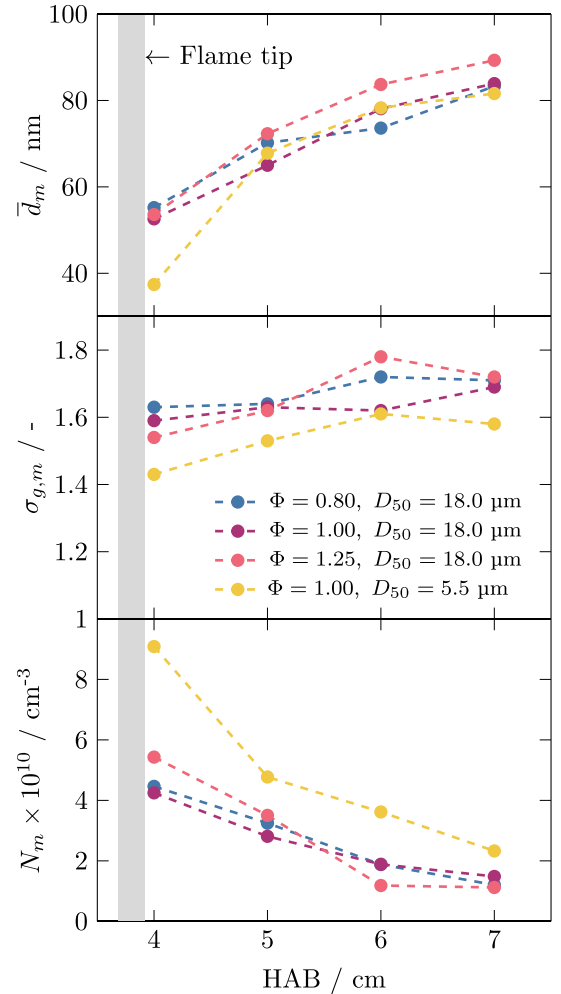 100
← Flame tip
80
60
40
d̅ₘ / nm
1.8
1.6
1.4
1.2
1
σg,m / -
Φ = 0.80, D₅₀ = 18.0 µm
Φ = 1.00, D₅₀ = 18.0 µm
Φ = 1.25, D₅₀ = 18.0 µm
Φ = 1.00, D₅₀ = 5.5 µm
1
8
6
4
2
0
Nₘ × 10¹⁰ / cm⁻³
4 5 6 7
HAB / cm